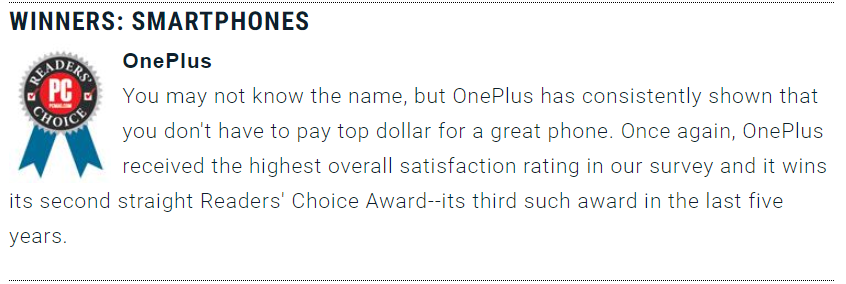 WINNERS: SMARTPHONES
OnePlus
READERS'
PC
PCMAG.COM
CHOICE
You may not know the name, but OnePlus has consistently shown that
you don't have to pay top dollar for a great phone. Once again, OnePlus
received the highest overall satisfaction rating in our survey and it wins
its second straight Readers' Choice Award--its third such award in the last five
years.